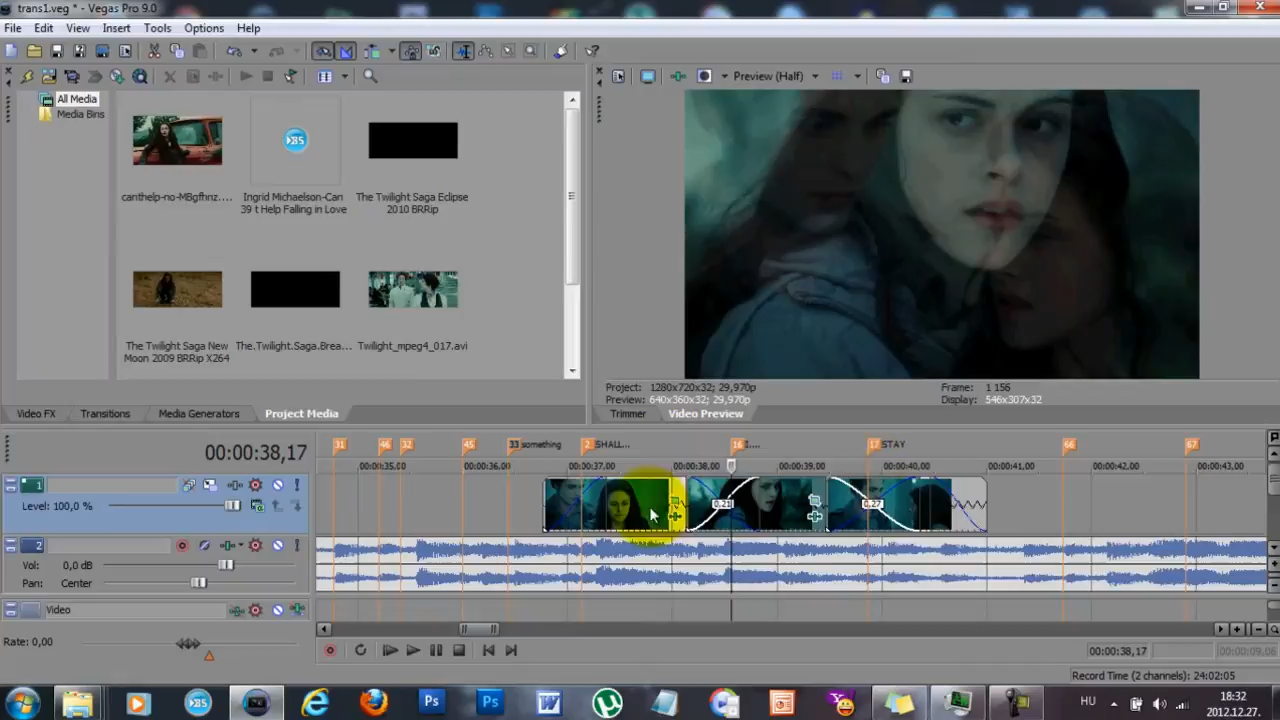 trans1.veg * - Vegas Pro 9.0
File Edit View Insert Tools Options Help
All Media
Media Bins
canthelp-no-MBgfhnz....
Ingrid Michaelson-Can
39 t Help Falling in Love
The Twilight Saga Eclipse
2010 BRRip
The Twilight Saga New
Moon 2009 BRRip X264
The.Twilight.Saga.Brea...
Twilight_mpeg4_017.avi
Preview (Half)
Project: 1280x720x32; 29,970p
Preview: 640x360x32; 29,970p
Frame: 1 156
Display: 546x307x32
Video FX Transitions Media Generators Project Media
Trimmer Video Preview
00:00:38,17
31 46 32 45 33 something 2 SHALL... 16 I... 17 STAY 66 67
00:00:35,00 00:00:36,00 00:00:37,00 00:00:38,00 00:00:39,00 00:00:40,00 00:00:41,00 00:00:42,00 00:00:43,00
1
Level: 100,0 %
0,21
0,27
2
Vol: 0,0 dB
Pan: Center
Video
Rate: 0,00
00:00:38,17
00:00:09,06
Record Time (2 channels): 24:02:05
HU
18:32
2012.12.27.